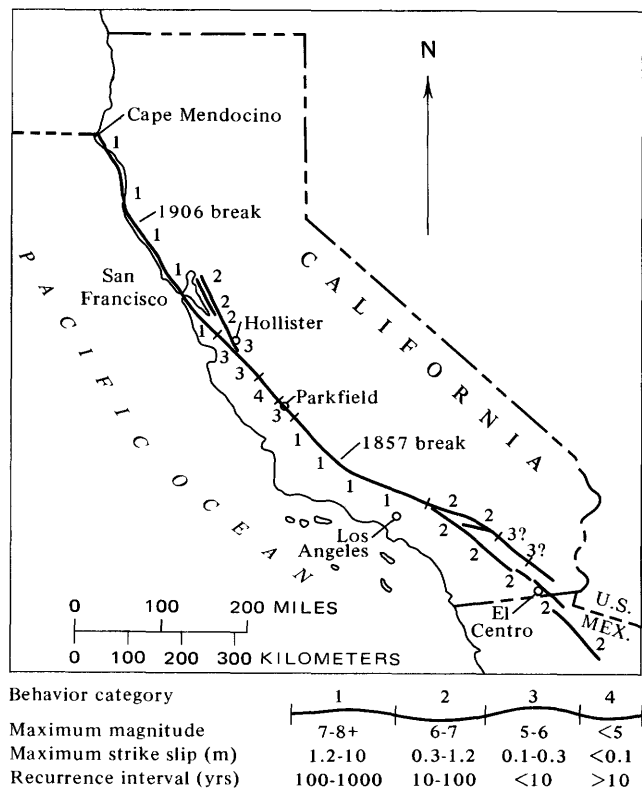 N
Cape Mendocino
1
1
1906 break
1
CALIFORNIA
San
Francisco
1
2
2
2
Hollister
3
3
3
4
Parkfield
3
1
1857 break
1
1
1
2
2
2
2
3?
3?
2
2
2
PACIFIC OCEAN
Los
Angeles
El
Centro
U.S.
MEX.
0 100 200 MILES
0 100 200 300 KILOMETERS
Behavior category 1 2 3 4
Maximum magnitude 7-8+ 6-7 5-6 <5
Maximum strike slip (m) 1.2-10 0.3-1.2 0.1-0.3 <0.1
Recurrence interval (yrs) 100-1000 10-100 <10 >10